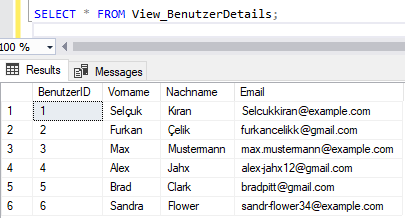 SELECT * FROM View_BenutzerDetails;
100 %
Results Messages
BenutzerID Vorname Nachname Email
1 1 Selçuk Kıran Selcukkiran@example.com
2 2 Furkan Çelik furkancelikk@gmail.com
3 3 Max Mustermann max.mustermann@example.com
4 4 Alex Jahx alex-jahx12@gmail.com
5 5 Brad Clark bradpitt@gmail.com
6 6 Sandra Flower sandr-flower34@example.com